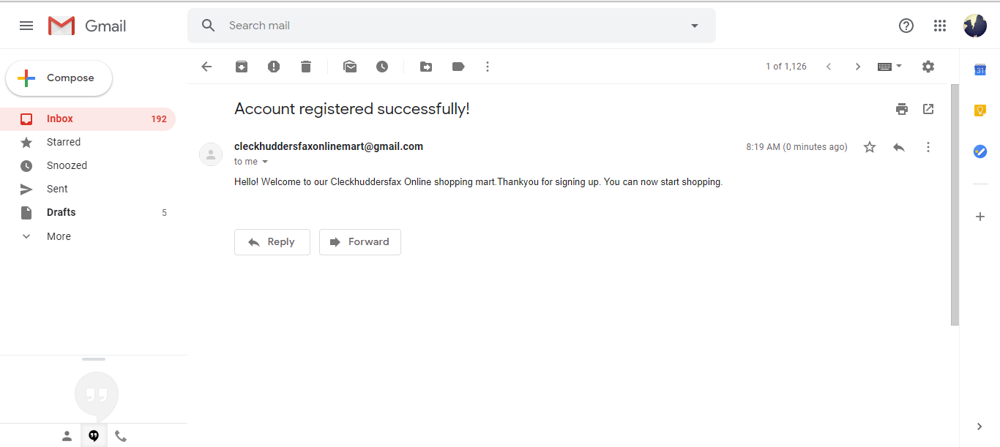 Gmail
Search mail
Compose
1 of 1,126
31
Inbox 192
Starred
Snoozed
Sent
Drafts 5
More
Account registered successfully!
cleckhuddersfaxonlinemart@gmail.com
8:19 AM (0 minutes ago)
to me
Hello! Welcome to our Cleckhuddersfax Online shopping mart.Thankyou for signing up. You can now start shopping.
Reply
Forward